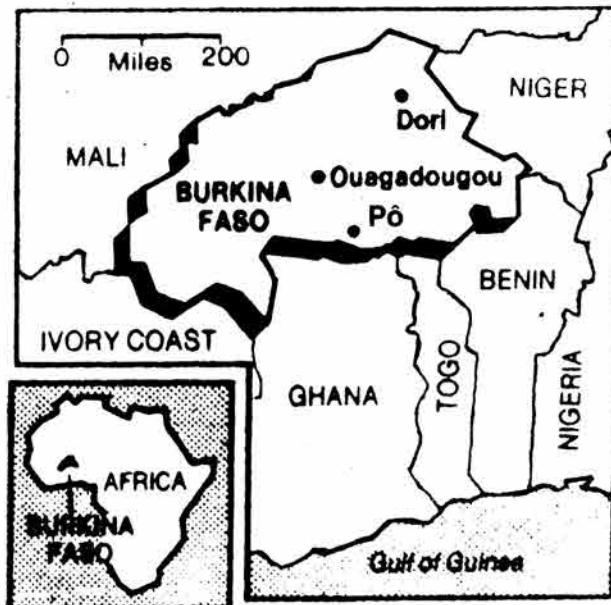 0 Miles 200
NIGER
Dori
MALI
Ouagadougou
BURKINA
FASO
Pô
BENIN
IVORY COAST
GHANA
TOGO
NIGERIA
AFRICA
BURKINA
FASO
Gulf of Guinea